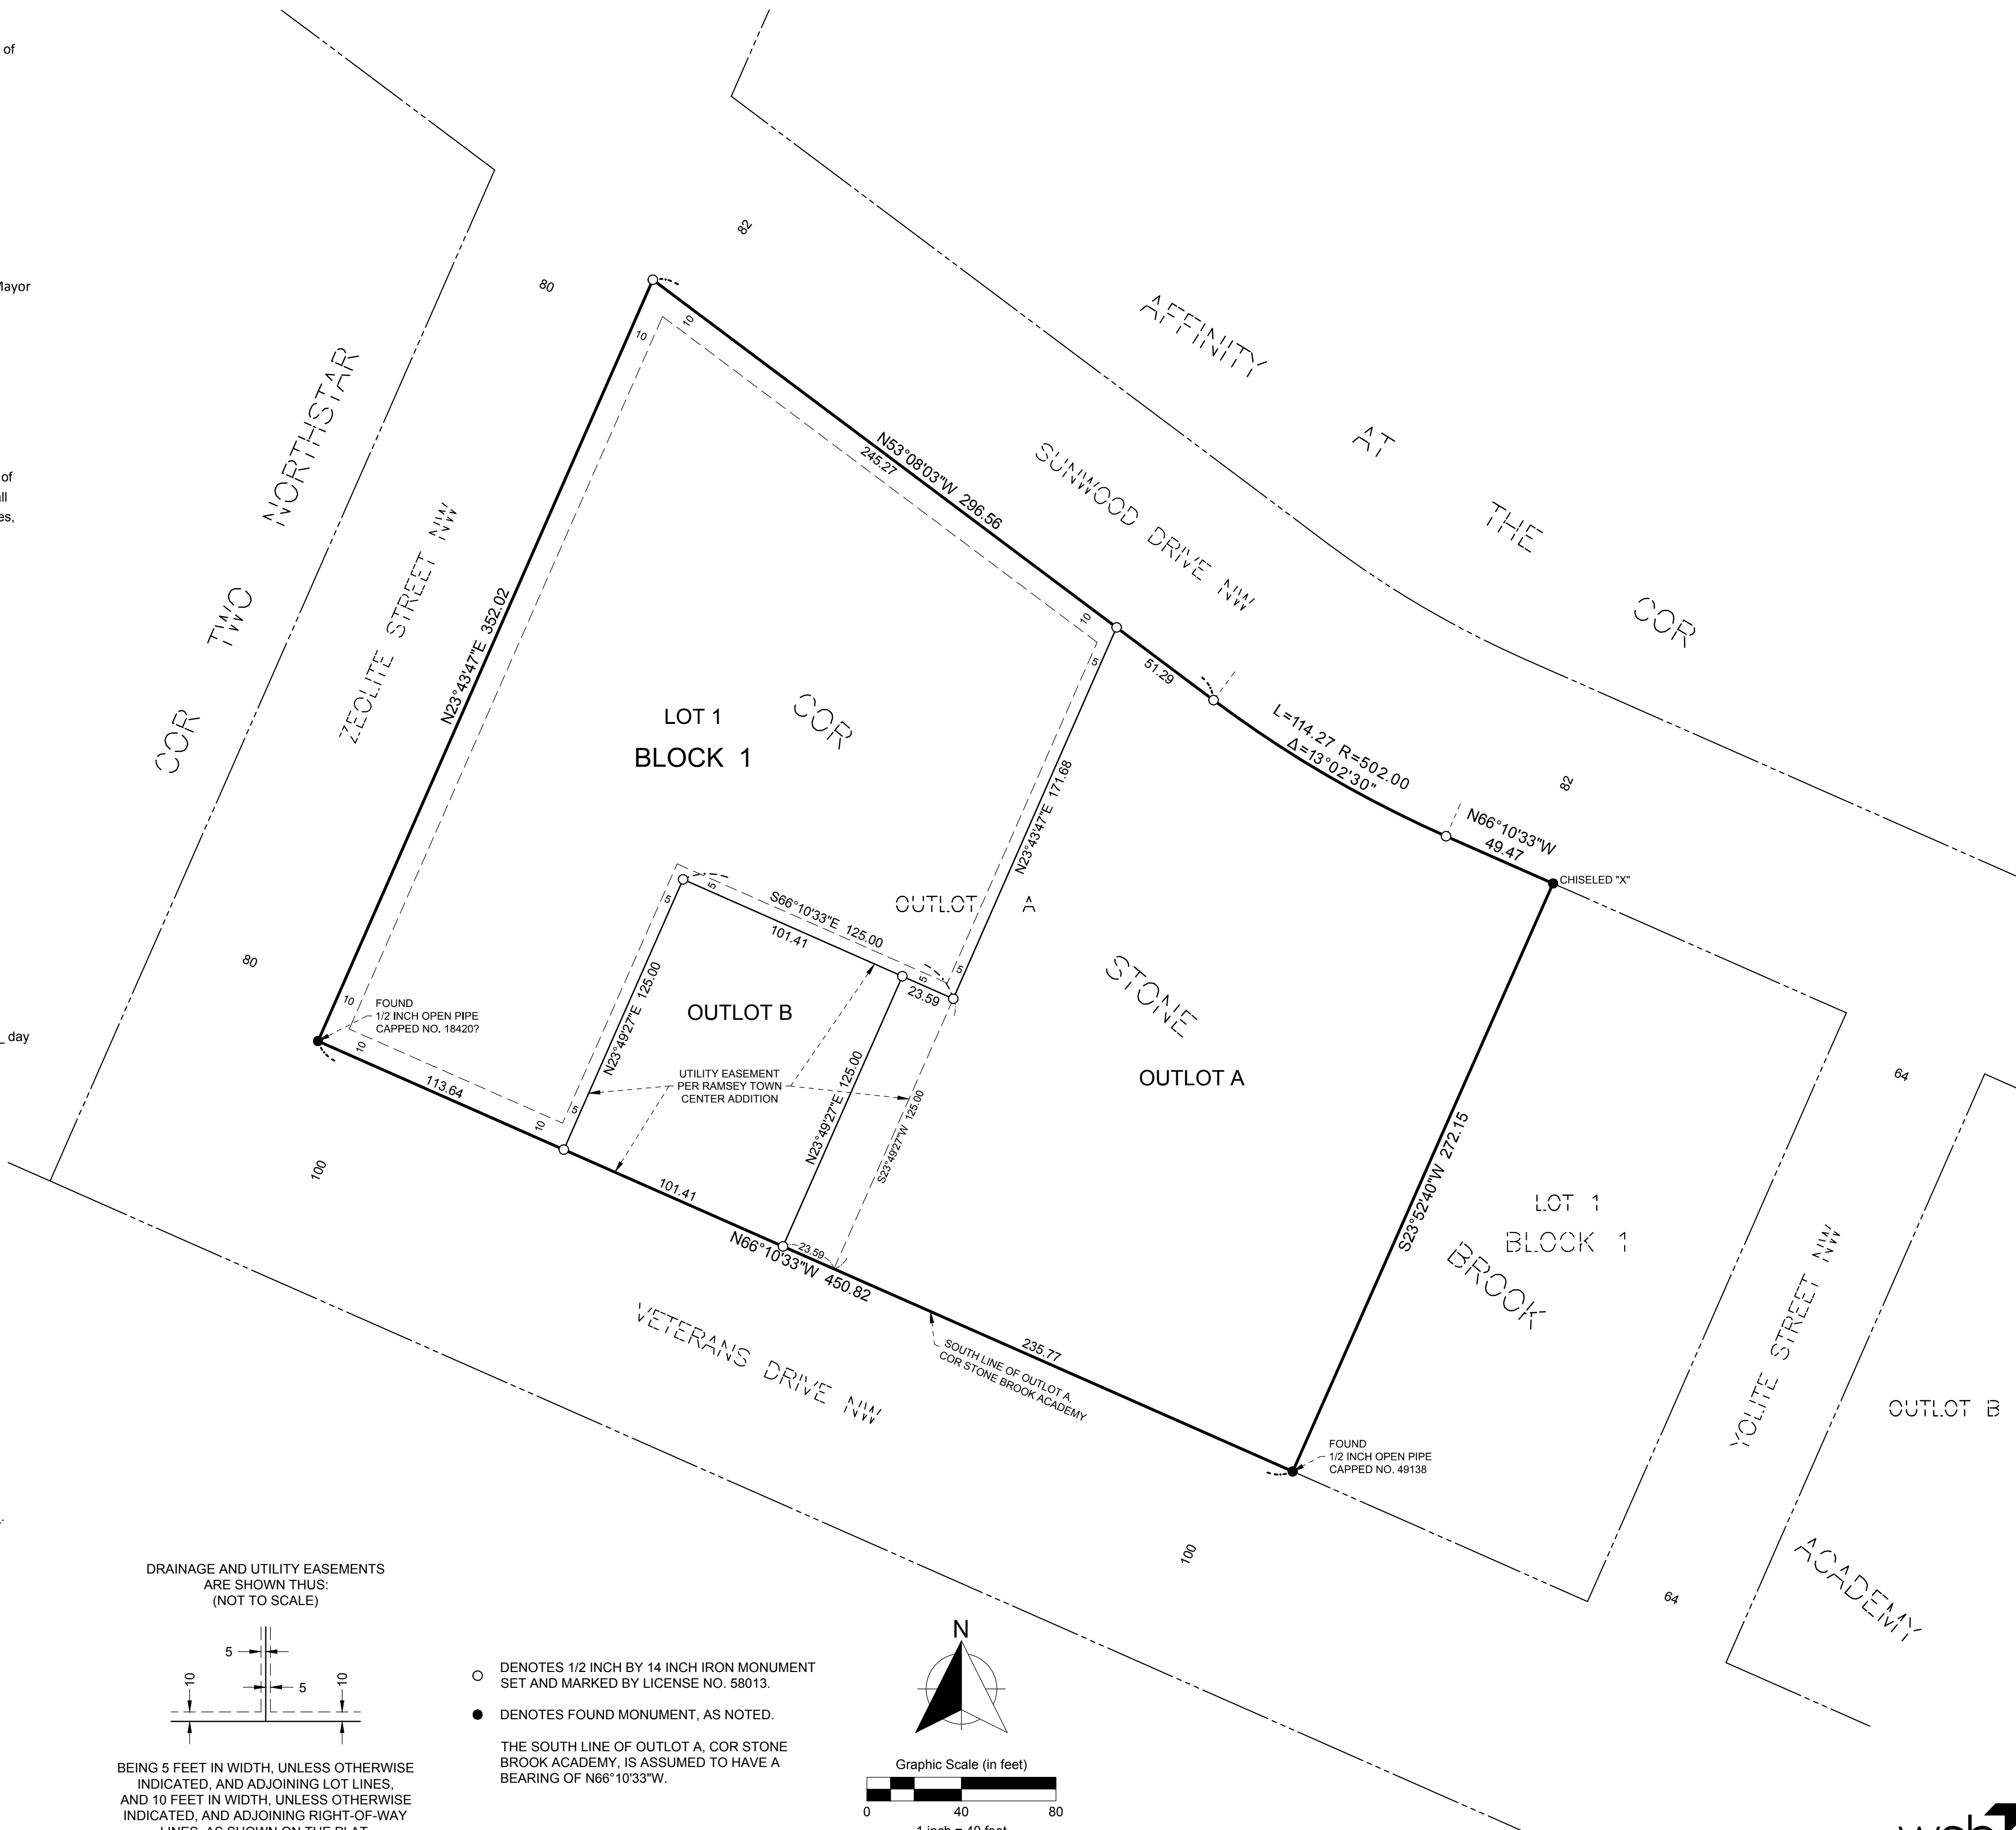 of
Mayor
of
all
es,
_ day
82
80
AFFINITY
AT
THE
COR
SUNWOOD DRIVE NW
COR TWO NORTHSTAR
ZEOLITE STREET NW
10
10
N53°08'03"W 296.56
245.27
N23°43'47"E 352.02
LOT 1
BLOCK 1
COR
10
5
51.29
L=114.27 R=502.00
Δ=13°02'30"
82
N66°10'33"W
49.47
CHISELED "X"
N23°43'47"E 171.68
OUTLOT A
5
5
S66°10'33"E 125.00
101.41
5
5
23.59
80
10
FOUND
1/2 INCH OPEN PIPE
CAPPED NO. 18420?
10
N23°49'27"E 125.00
OUTLOT B
STONE
OUTLOT A
UTILITY EASEMENT
PER RAMSEY TOWN
CENTER ADDITION
N23°49'27"E 125.00
S23°49'27"W 125.00
113.64
5
10
100
101.41
23.59
N66°10'33"W 450.82
S23°52'40"W 272.15
LOT 1
BLOCK 1
BROOK
64
YOLITE STREET NW
OUTLOT B
VETERANS DRIVE NW
235.77
SOUTH LINE OF OUTLOT A,
COR STONE BROOK ACADEMY
FOUND
1/2 INCH OPEN PIPE
CAPPED NO. 49138
100
64
ACADEMY
DRAINAGE AND UTILITY EASEMENTS
ARE SHOWN THUS:
(NOT TO SCALE)
5
10
5
10
BEING 5 FEET IN WIDTH, UNLESS OTHERWISE
INDICATED, AND ADJOINING LOT LINES,
AND 10 FEET IN WIDTH, UNLESS OTHERWISE
INDICATED, AND ADJOINING RIGHT-OF-WAY
LINES, AS SHOWN ON THE PLAT.
DENOTES 1/2 INCH BY 14 INCH IRON MONUMENT
SET AND MARKED BY LICENSE NO. 58013.
DENOTES FOUND MONUMENT, AS NOTED.
THE SOUTH LINE OF OUTLOT A, COR STONE
BROOK ACADEMY, IS ASSUMED TO HAVE A
BEARING OF N66°10'33"W.
N
Graphic Scale (in feet)
0 40 80
1 inch = 40 feet
wsb